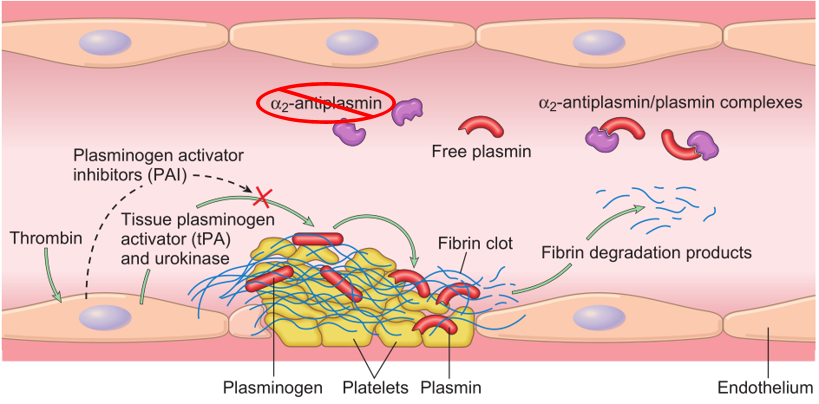 α2-antiplasmin
α2-antiplasmin/plasmin complexes
Free plasmin
Plasminogen activator
inhibitors (PAI)
Tissue plasminogen
activator (tPA)
and urokinase
Thrombin
Fibrin clot
Fibrin degradation products
Plasminogen
Platelets
Plasmin
Endothelium